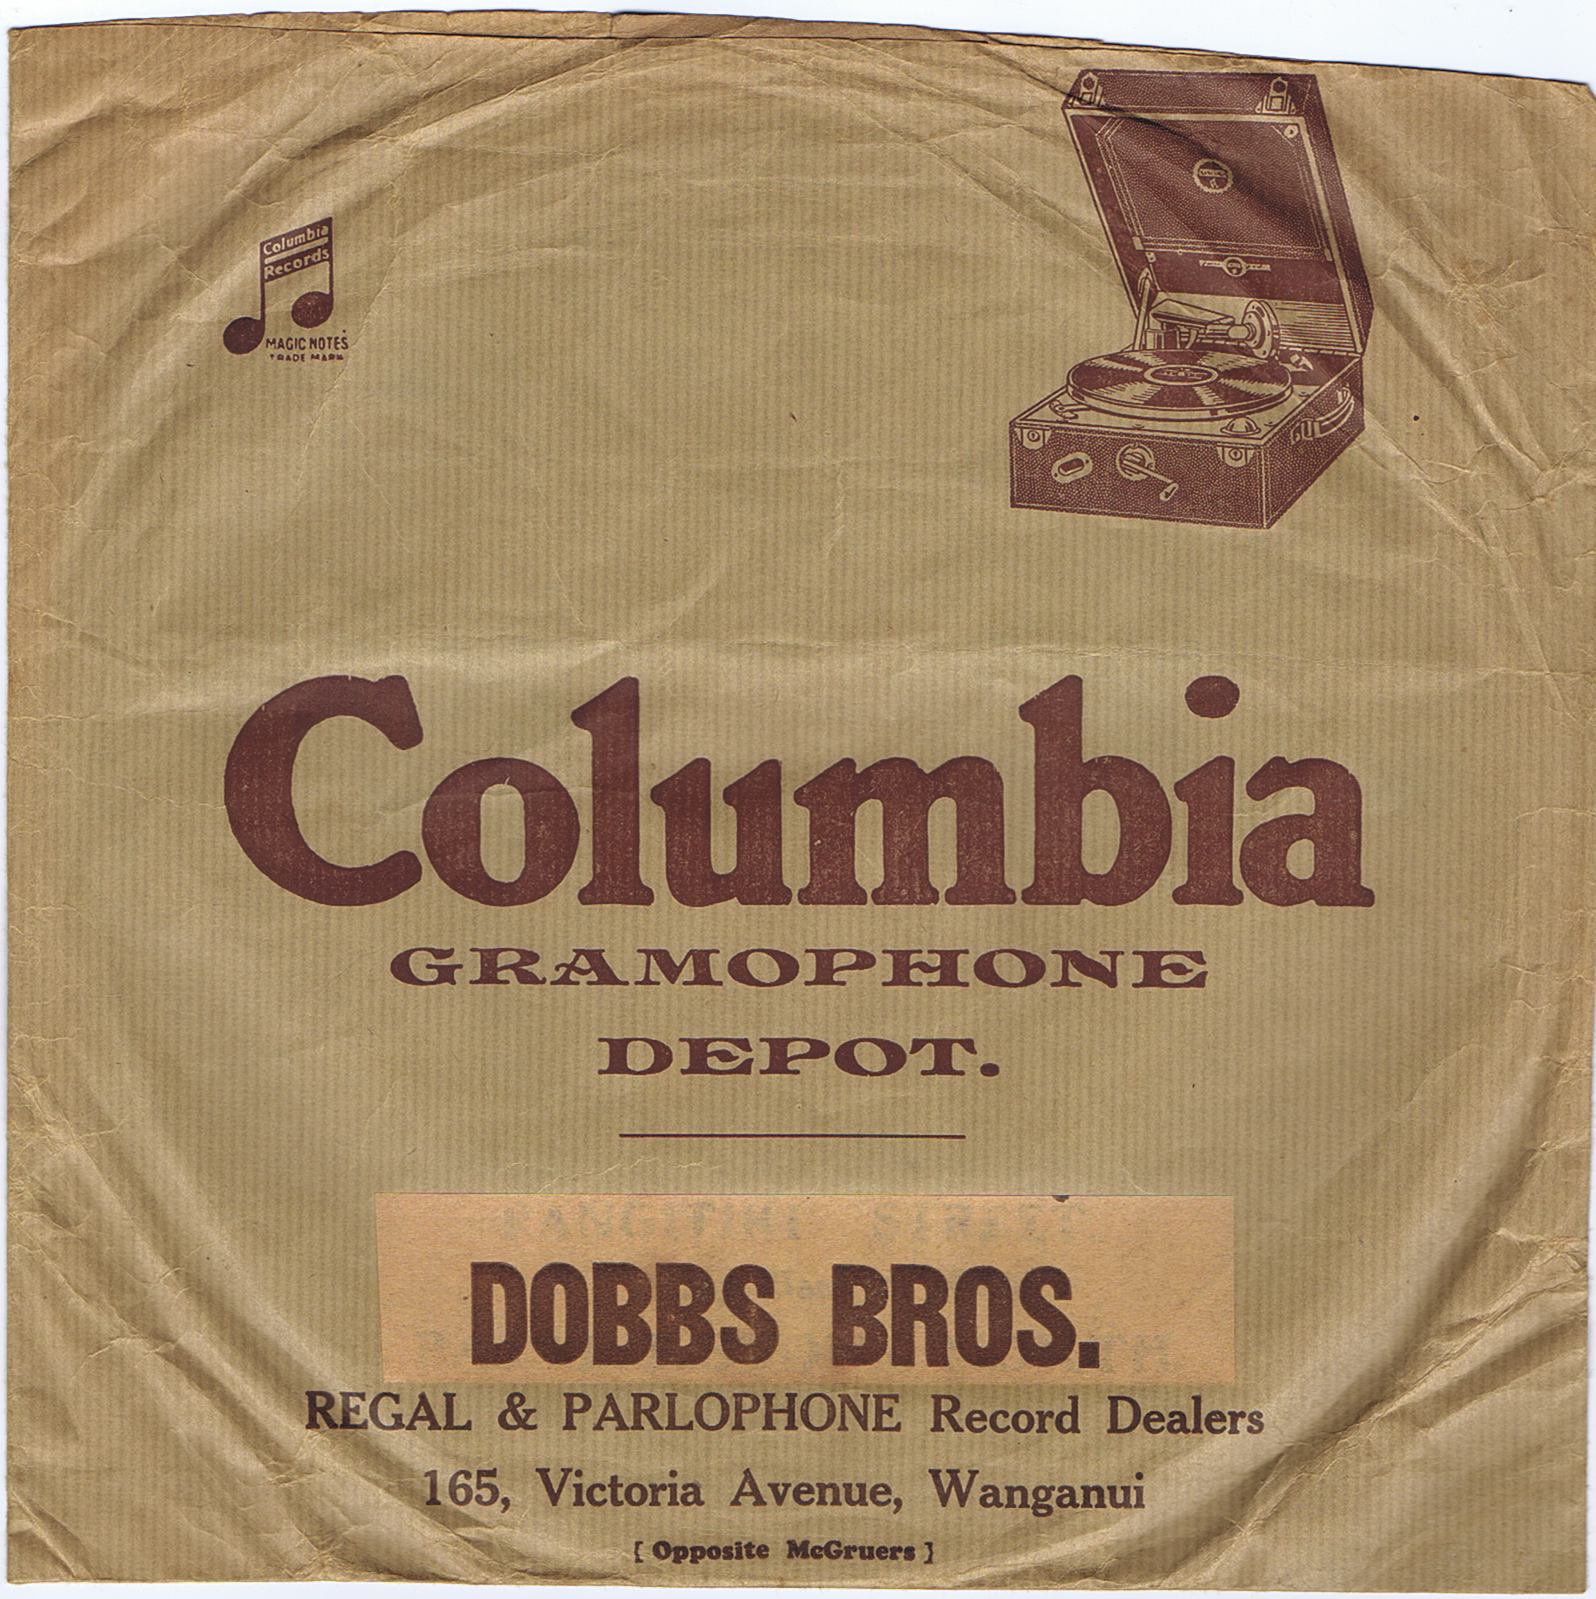 Columbia
Records
MAGIC NOTES
TRADE MARK
Columbia
GRAMOPHONE
DEPOT.
STREET
DOBBS BROS.
REGAL & PARLOPHONE Record Dealers
165, Victoria Avenue, Wanganui
[ Opposite McGruers ]